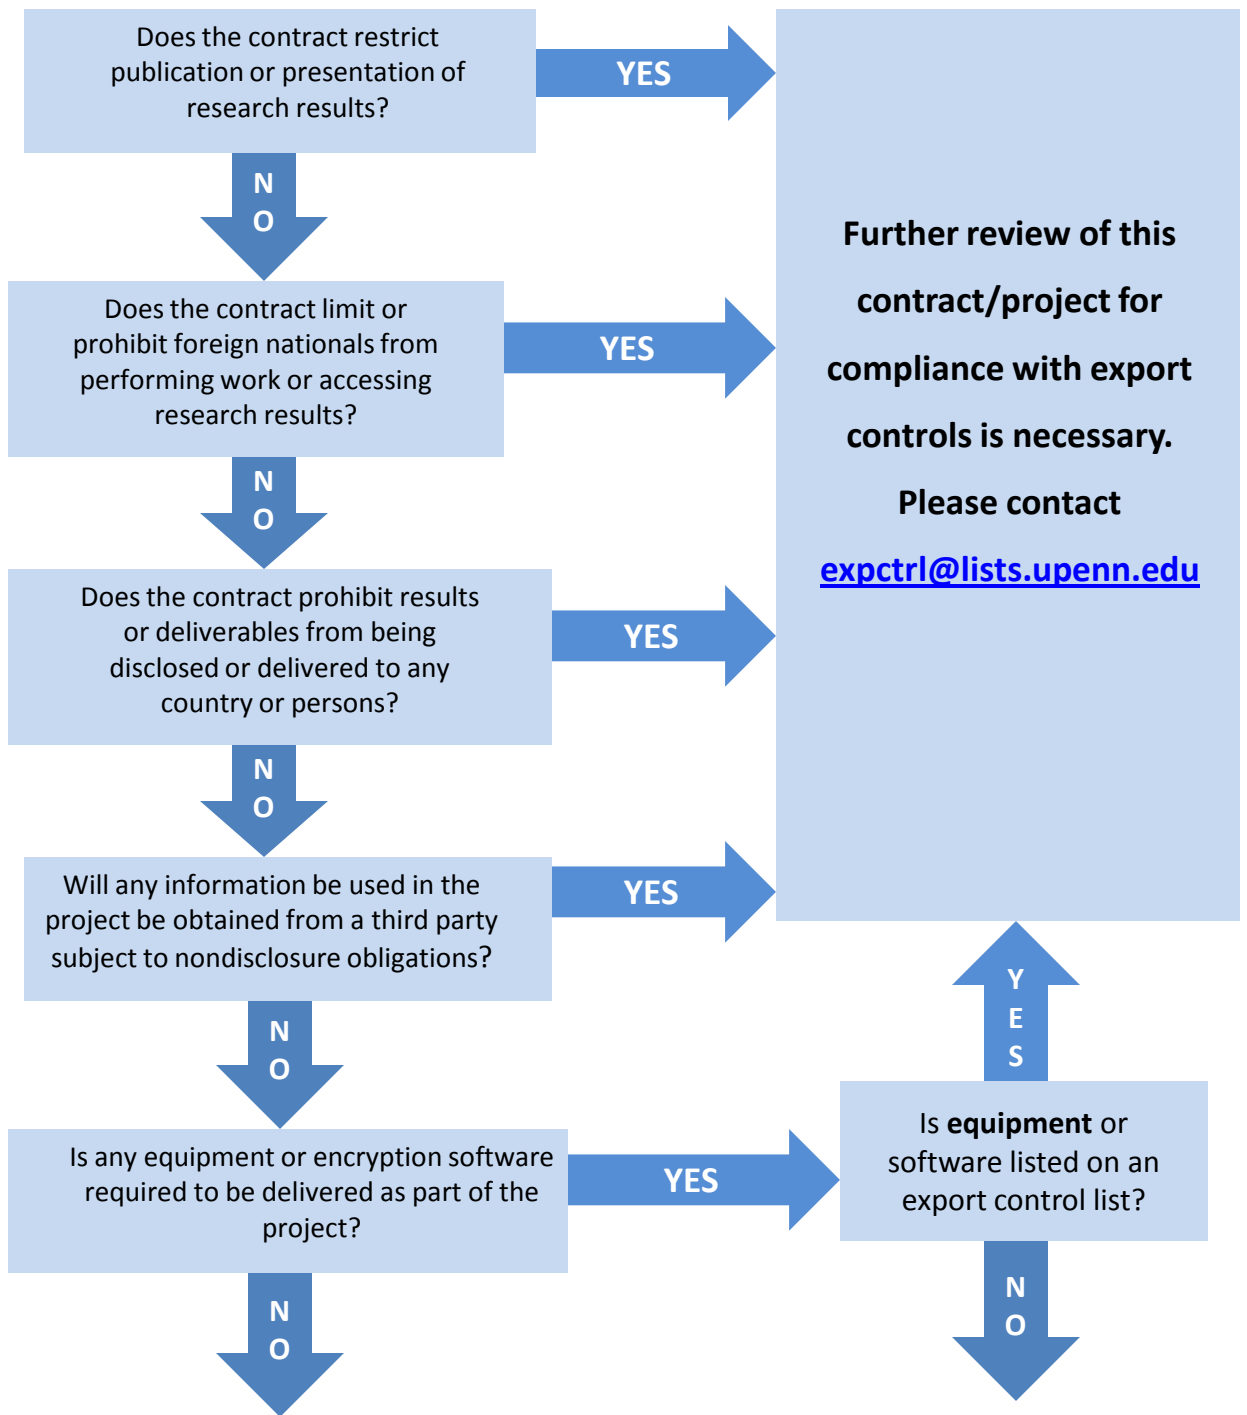 Does the contract restrict
publication or presentation of
research results?
YES
N
O
Does the contract limit or
prohibit foreign nationals from
performing work or accessing
research results?
YES
N
O
Does the contract prohibit results
or deliverables from being
disclosed or delivered to any
country or persons?
YES
N
O
Will any information be used in the
project be obtained from a third party
subject to nondisclosure obligations?
YES
N
O
Is any equipment or encryption software
required to be delivered as part of the
project?
YES
N
O
Further review of this
contract/project for
compliance with export
controls is necessary.
Please contact
expctrl@lists.upenn.edu
Y
E
S
Is equipment or
software listed on an
export control list?
N
O